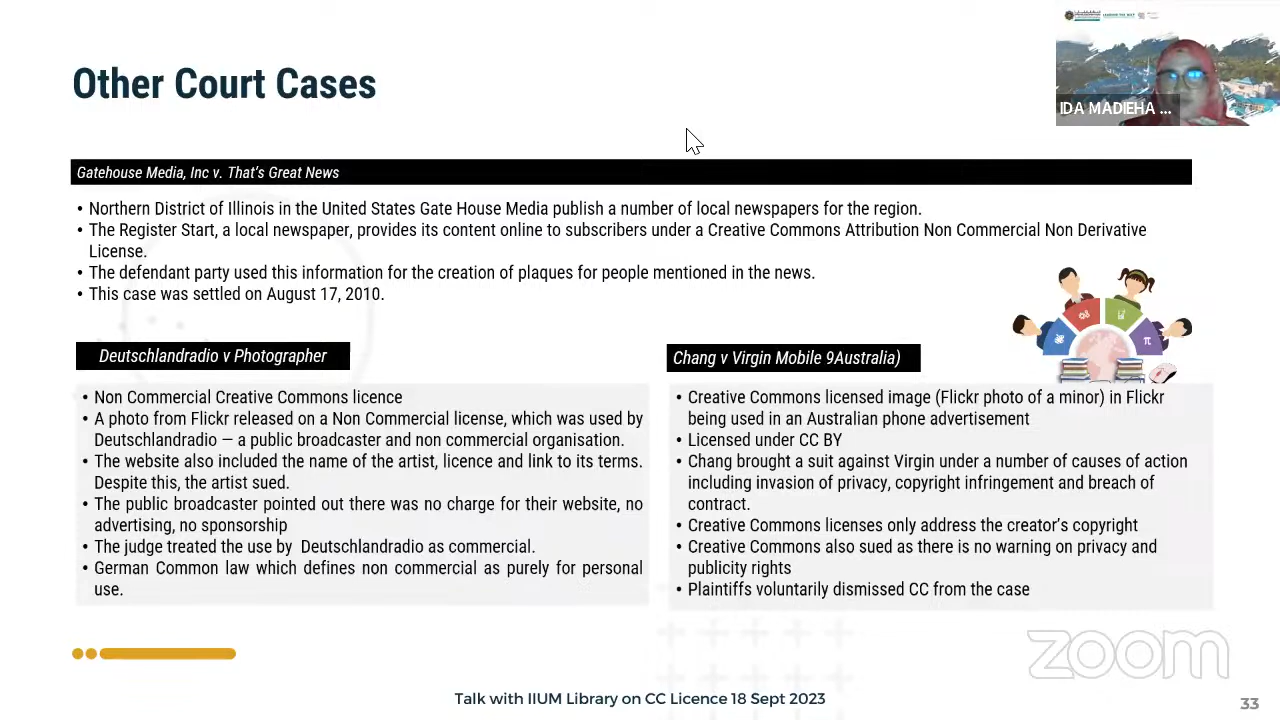 Other Court Cases
IDA MADIEHA ...
Gatehouse Media, Inc v. That's Great News
• Northern District of Illinois in the United States Gate House Media publish a number of local newspapers for the region.
• The Register Start, a local newspaper, provides its content online to subscribers under a Creative Commons Attribution Non Commercial Non Derivative
License.
• The defendant party used this information for the creation of plaques for people mentioned in the news.
• This case was settled on August 17, 2010.
Deutschlandradio v Photographer
• Non Commercial Creative Commons licence
• A photo from Flickr released on a Non Commercial license, which was used by
Deutschlandradio — a public broadcaster and non commercial organisation.
• The website also included the name of the artist, licence and link to its terms.
Despite this, the artist sued.
• The public broadcaster pointed out there was no charge for their website, no
advertising, no sponsorship
• The judge treated the use by Deutschlandradio as commercial.
• German Common law which defines non commercial as purely for personal
use.
Chang v Virgin Mobile 9Australia)
• Creative Commons licensed image (Flickr photo of a minor) in Flickr
being used in an Australian phone advertisement
• Licensed under CC BY
• Chang brought a suit against Virgin under a number of causes of action
including invasion of privacy, copyright infringement and breach of
contract.
• Creative Commons licenses only address the creator's copyright
• Creative Commons also sued as there is no warning on privacy and
publicity rights
• Plaintiffs voluntarily dismissed CC from the case
zoom
Talk with IIUM Library on CC Licence 18 Sept 2023
33